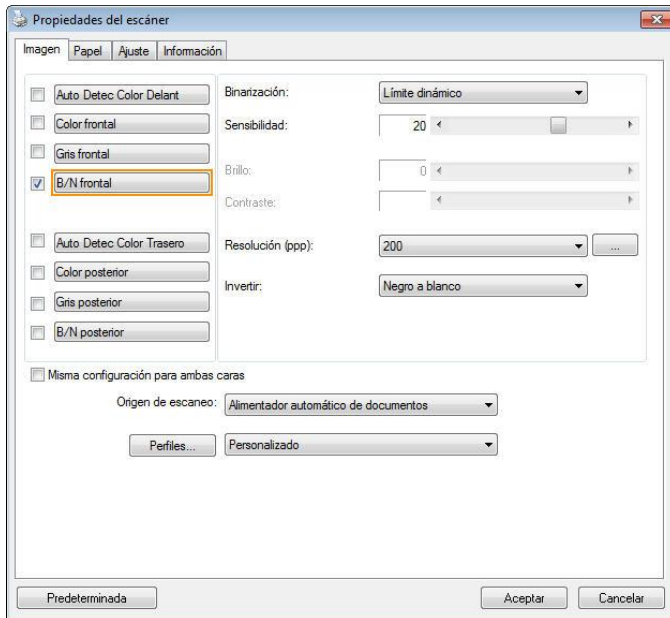 Propiedades del escáner
Imagen Papel Ajuste Información
Auto Detec Color Delant
Color frontal
Gris frontal
B/N frontal
Auto Detec Color Trasero
Color posterior
Gris posterior
B/N posterior
Binarización: Límite dinámico
Sensibilidad: 20
Brillo: 0
Contraste:
Resolución (ppp): 200 ...
Invertir: Negro a blanco
Misma configuración para ambas caras
Origen de escaneo: Alimentador automático de documentos
Perfiles... Personalizado
Predeterminada Aceptar Cancelar